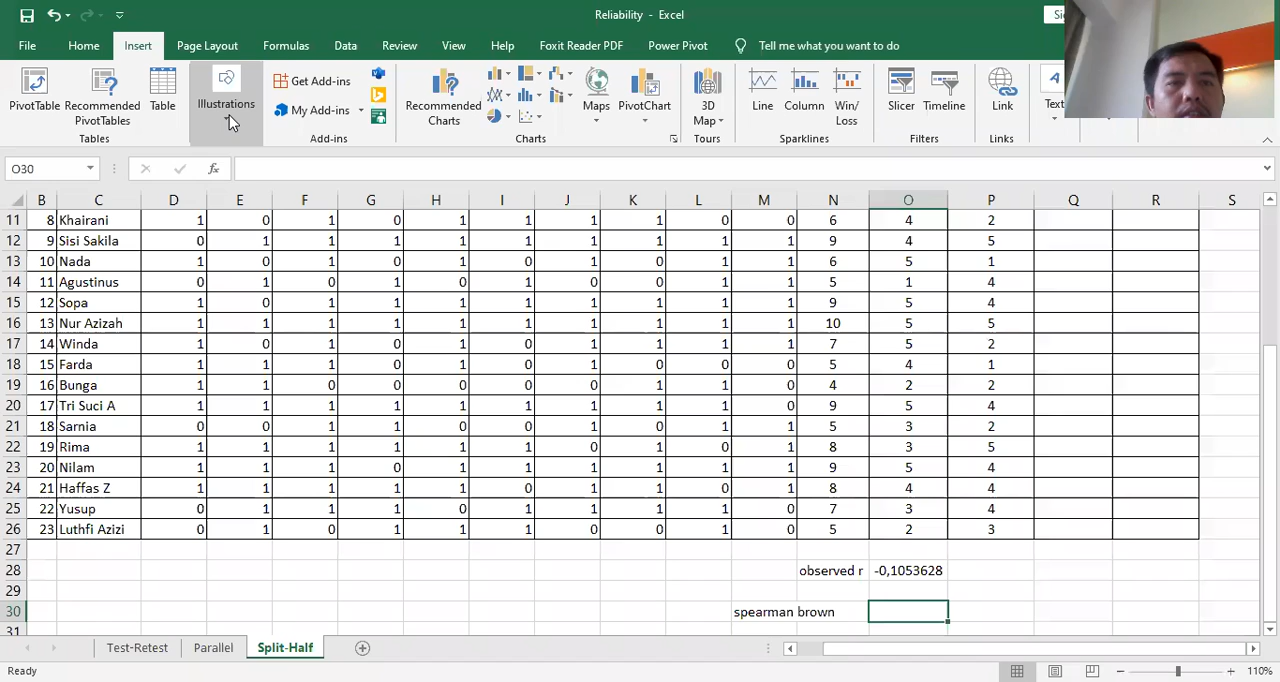 Reliability - Excel
File Home Insert Page Layout Formulas Data Review View Help Foxit Reader PDF Power Pivot Tell me what you want to do
PivotTable Recommended PivotTables Table Illustrations Get Add-ins My Add-ins Recommended Charts Maps PivotChart 3D Map Line Column Win/Loss Slicer Timeline Link Text
Tables Add-ins Charts Tours Sparklines Filters Links
O30 fx
B C D E F G H I J K L M N O P Q R S
11 8 Khairani 1 0 1 0 1 1 1 1 0 0 6 4 2
12 9 Sisi Sakila 0 1 1 1 1 1 1 1 1 1 9 4 5
13 10 Nada 1 0 1 0 1 0 1 0 1 1 6 5 1
14 11 Agustinus 0 1 0 1 0 1 0 0 1 1 5 1 4
15 12 Sopa 1 0 1 1 1 1 1 1 1 1 9 5 4
16 13 Nur Azizah 1 1 1 1 1 1 1 1 1 1 10 5 5
17 14 Winda 1 0 1 0 1 0 1 1 1 1 7 5 2
18 15 Farda 1 0 1 1 1 0 1 0 0 0 5 4 1
19 16 Bunga 1 1 0 0 0 0 0 1 1 0 4 2 2
20 17 Tri Suci A 1 1 1 1 1 1 1 1 1 0 9 5 4
21 18 Sarnia 0 0 1 1 1 0 1 1 0 0 5 3 2
22 19 Rima 1 1 1 1 1 1 0 1 0 1 8 3 5
23 20 Nilam 1 1 1 0 1 1 1 1 1 1 9 5 4
24 21 Haffas Z 1 1 1 1 1 0 1 1 0 1 8 4 4
25 22 Yusup 0 1 1 1 0 1 1 1 1 0 7 3 4
26 23 Luthfi Azizi 0 1 0 1 1 1 0 0 1 0 5 2 3
27
28 observed r -0,1053628
29
30 spearman brown
31
Test-Retest Parallel Split-Half
Ready 110%